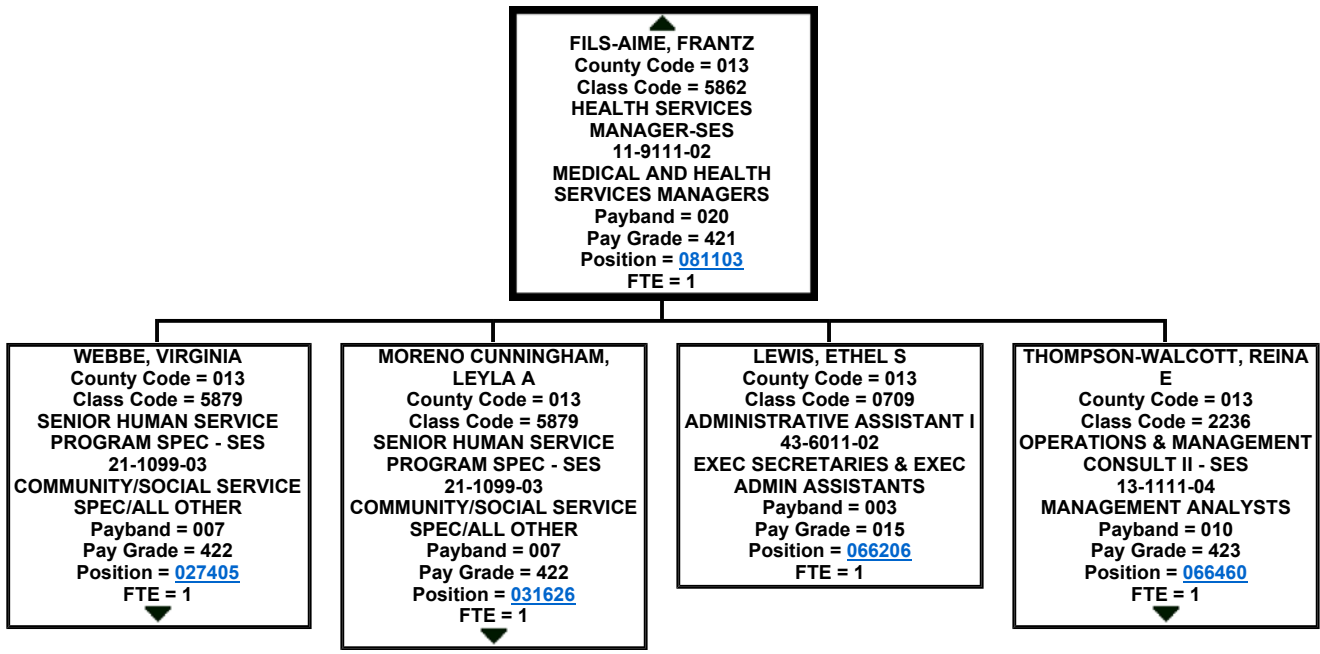 FILS-AIME, FRANTZ
County Code = 013
Class Code = 5862
HEALTH SERVICES
MANAGER-SES
11-9111-02
MEDICAL AND HEALTH
SERVICES MANAGERS
Payband = 020
Pay Grade = 421
Position = 081103
FTE = 1
WEBBE, VIRGINIA
County Code = 013
Class Code = 5879
SENIOR HUMAN SERVICE
PROGRAM SPEC - SES
21-1099-03
COMMUNITY/SOCIAL SERVICE
SPEC/ALL OTHER
Payband = 007
Pay Grade = 422
Position = 027405
FTE = 1
MORENO CUNNINGHAM,
LEYLA A
County Code = 013
Class Code = 5879
SENIOR HUMAN SERVICE
PROGRAM SPEC - SES
21-1099-03
COMMUNITY/SOCIAL SERVICE
SPEC/ALL OTHER
Payband = 007
Pay Grade = 422
Position = 031626
FTE = 1
LEWIS, ETHEL S
County Code = 013
Class Code = 0709
ADMINISTRATIVE ASSISTANT I
43-6011-02
EXEC SECRETARIES & EXEC
ADMIN ASSISTANTS
Payband = 003
Pay Grade = 015
Position = 066206
FTE = 1
THOMPSON-WALCOTT, REINA
E
County Code = 013
Class Code = 2236
OPERATIONS & MANAGEMENT
CONSULT II - SES
13-1111-04
MANAGEMENT ANALYSTS
Payband = 010
Pay Grade = 423
Position = 066460
FTE = 1